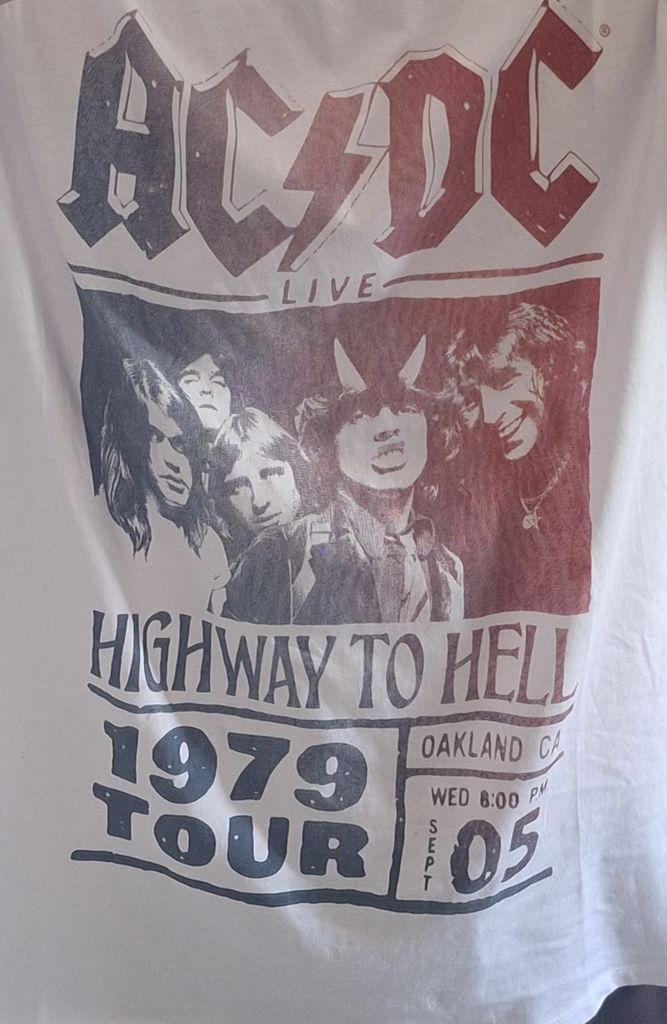 AC/DC ®
LIVE
HIGHWAY TO HELL
1979
TOUR
OAKLAND CA
WED 8:00 P.M.
SEPT
05